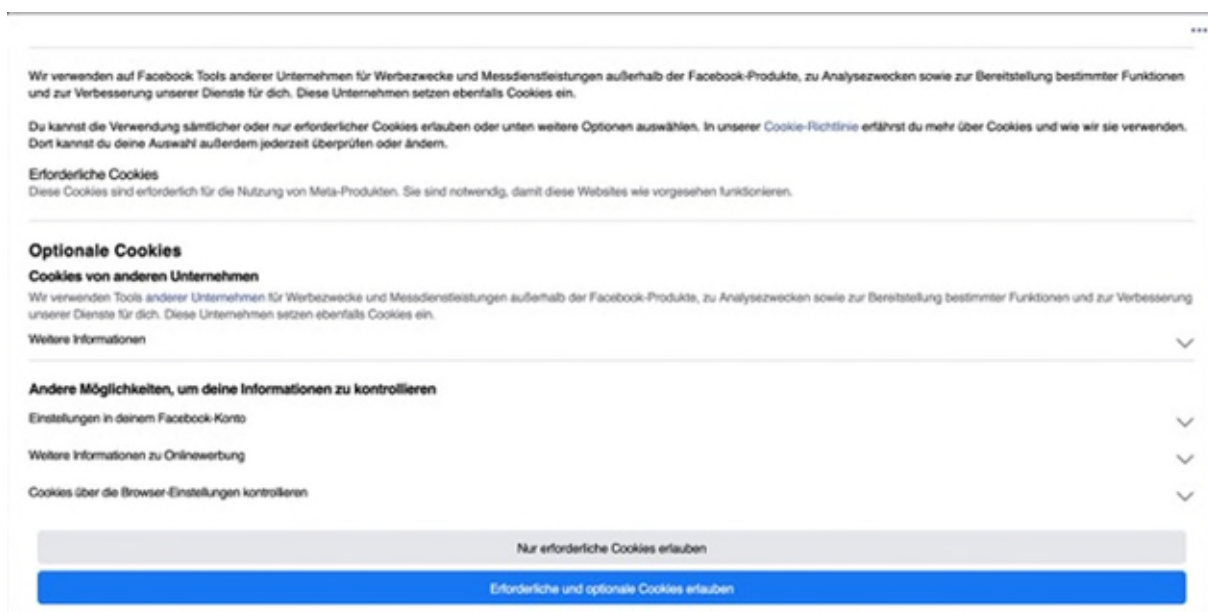 Wir verwenden auf Facebook Tools anderer Unternehmen für Werbezwecke und Messdienstleistungen außerhalb der Facebook-Produkte, zu Analysezwecken sowie zur Bereitstellung bestimmter Funktionen
und zur Verbesserung unserer Dienste für dich. Diese Unternehmen setzen ebenfalls Cookies ein.
Du kannst die Verwendung sämtlicher oder nur erforderlicher Cookies erlauben oder unten weitere Optionen auswählen. In unserer Cookie-Richtlinie erfährst du mehr über Cookies und wie wir sie verwenden.
Dort kannst du deine Auswahl außerdem jederzeit überprüfen oder ändern.
Erforderliche Cookies
Diese Cookies sind erforderlich für die Nutzung von Meta-Produkten. Sie sind notwendig, damit diese Websites wie vorgesehen funktionieren.
Optionale Cookies
Cookies von anderen Unternehmen
Wir verwenden Tools anderer Unternehmen für Werbezwecke und Messdienstleistungen außerhalb der Facebook-Produkte, zu Analysezwecken sowie zur Bereitstellung bestimmter Funktionen und zur Verbesserung
unserer Dienste für dich. Diese Unternehmen setzen ebenfalls Cookies ein.
Weitere Informationen
Andere Möglichkeiten, um deine Informationen zu kontrollieren
Einstellungen in deinem Facebook-Konto
Weitere Informationen zu Onlinewerbung
Cookies über die Browser-Einstellungen kontrollieren
Nur erforderliche Cookies erlauben
Erforderliche und optionale Cookies erlauben